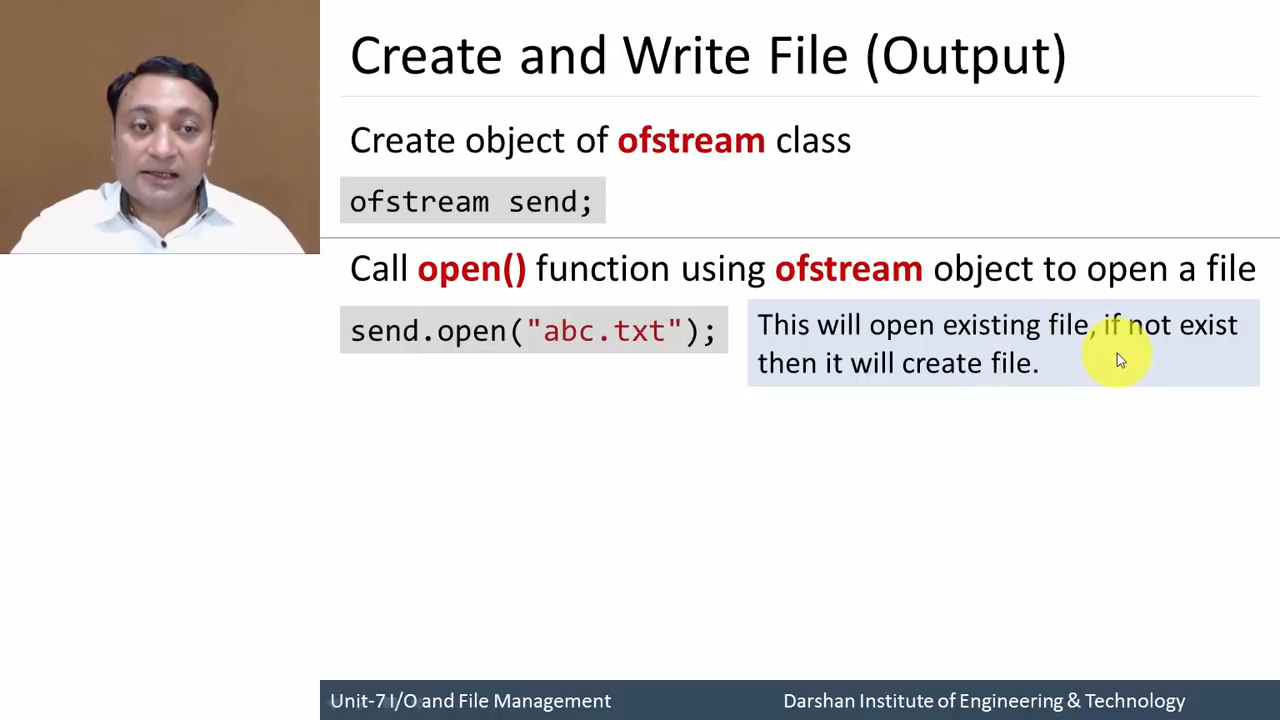 Create and Write File (Output)
Create object of ofstream class
ofstream send;
Call open() function using ofstream object to open a file
send.open("abc.txt");
This will open existing file, if not exist
then it will create file.
Unit-7 I/O and File Management
Darshan Institute of Engineering & Technology